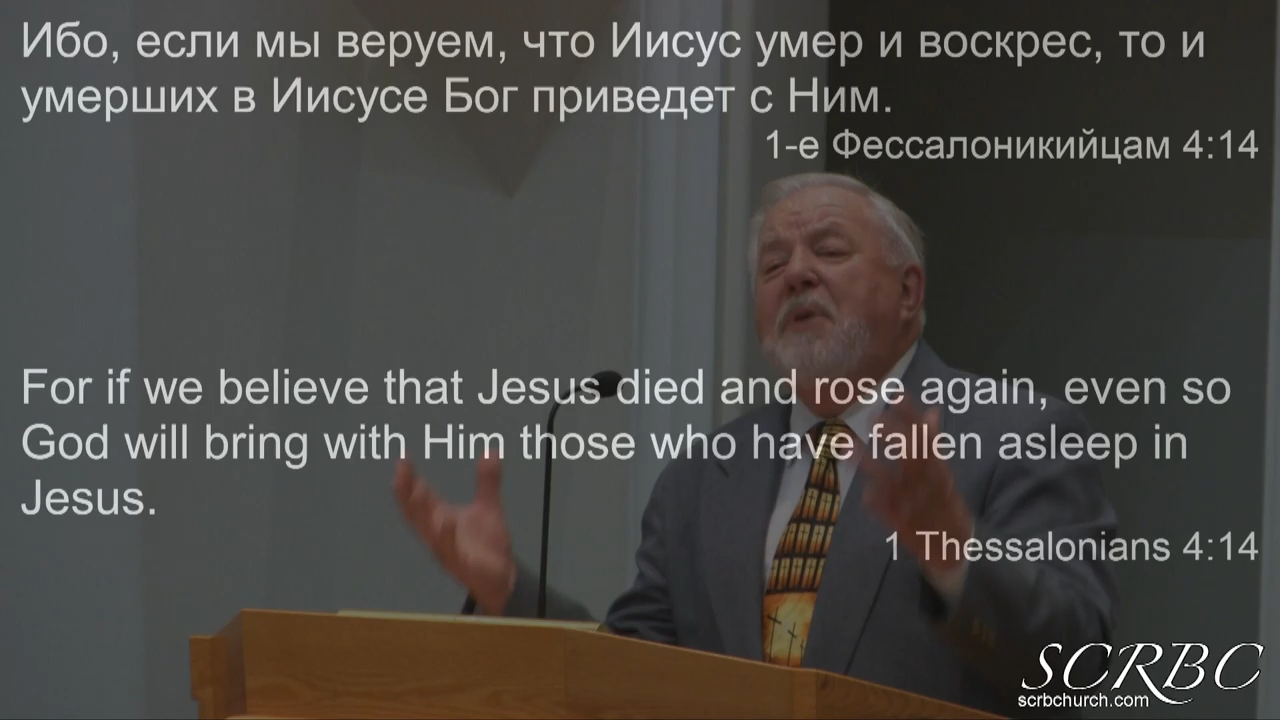 Ибо, если мы веруем, что Иисус умер и воскрес, то и
умерших в Иисусе Бог приведет с Ним.
1-е Фессалоникийцам 4:14
For if we believe that Jesus died and rose again, even so
God will bring with Him those who have fallen asleep in
Jesus.
1 Thessalonians 4:14
SCRBC
scrbchurch.com